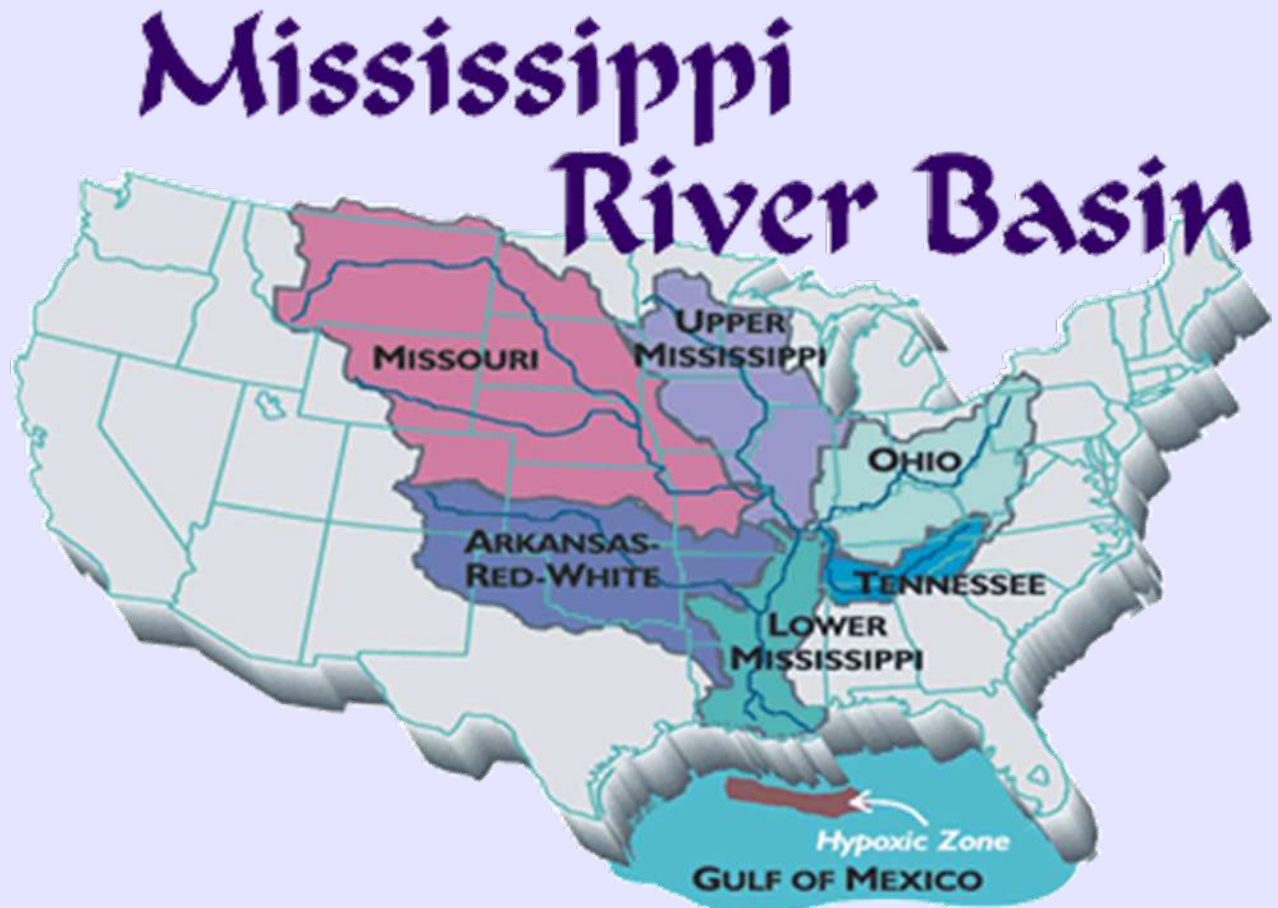 Mississippi
River Basin
UPPER
MISSISSIPPI
MISSOURI
OHIO
ARKANSAS-
RED-WHITE
TENNESSEE
LOWER
MISSISSIPPI
Hypoxic Zone
GULF OF MEXICO